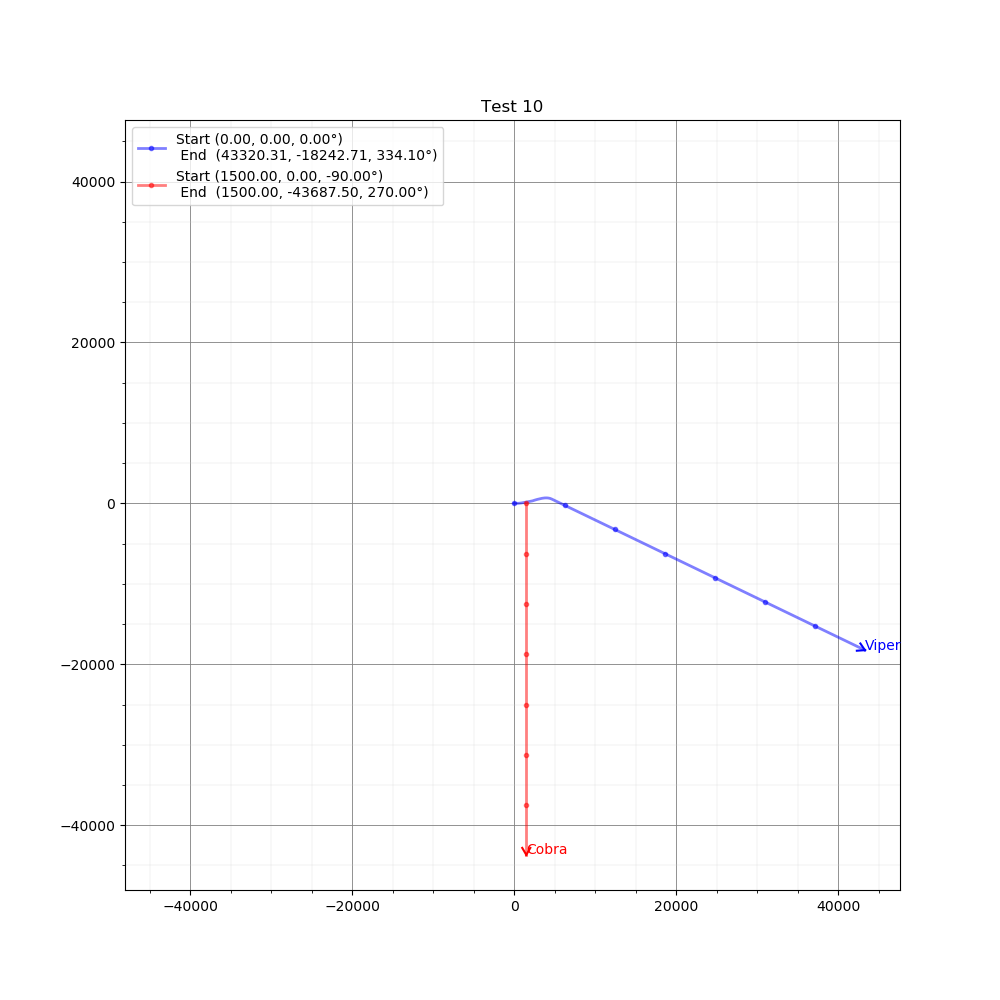 Test 10
Start (0.00, 0.00, 0.00°)
End (43320.31, -18242.71, 334.10°)
Start (1500.00, 0.00, -90.00°)
End (1500.00, -43687.50, 270.00°)
40000
20000
0
−20000
−40000
Viper
Cobra
−40000
−20000
0
20000
40000